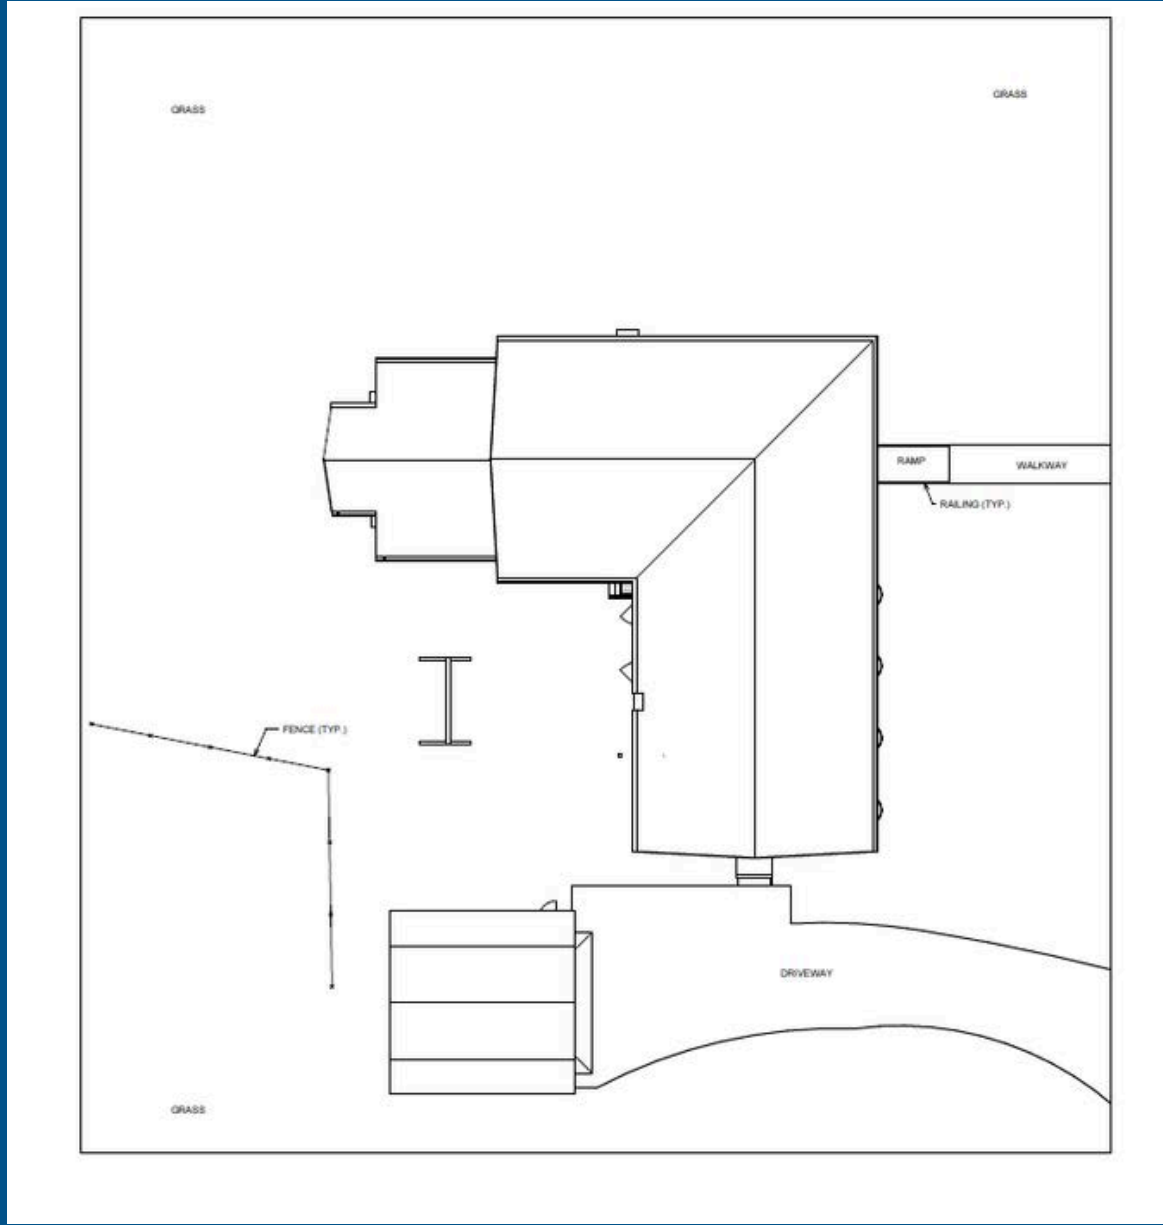 GRASS
GRASS
RAMP
WALKWAY
RAILING (TYP.)
FENCE (TYP.)
DRIVEWAY
GRASS